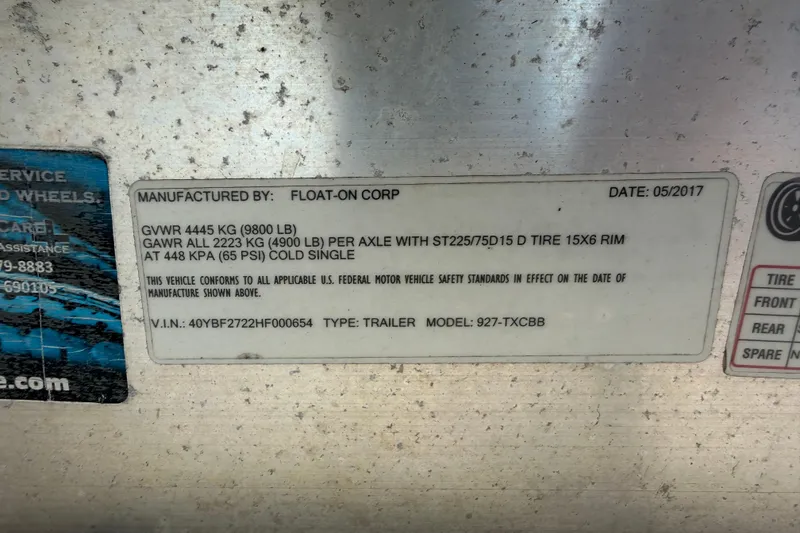 SERVICE
WHEELS.
ASSISTANCE
79-8883
690105
e.com
MANUFACTURED BY: FLOAT-ON CORP DATE: 05/2017
GVWR 4445 KG (9800 LB)
GAWR ALL 2223 KG (4900 LB) PER AXLE WITH ST225/75D15 D TIRE 15X6 RIM
AT 448 KPA (65 PSI) COLD SINGLE
THIS VEHICLE CONFORMS TO ALL APPLICABLE U.S. FEDERAL MOTOR VEHICLE SAFETY STANDARDS IN EFFECT ON THE DATE OF
MANUFACTURE SHOWN ABOVE.
V.I.N.: 40YBF2722HF000654 TYPE: TRAILER MODEL: 927-TXCBB
TIRE
FRONT
REAR
SPARE N